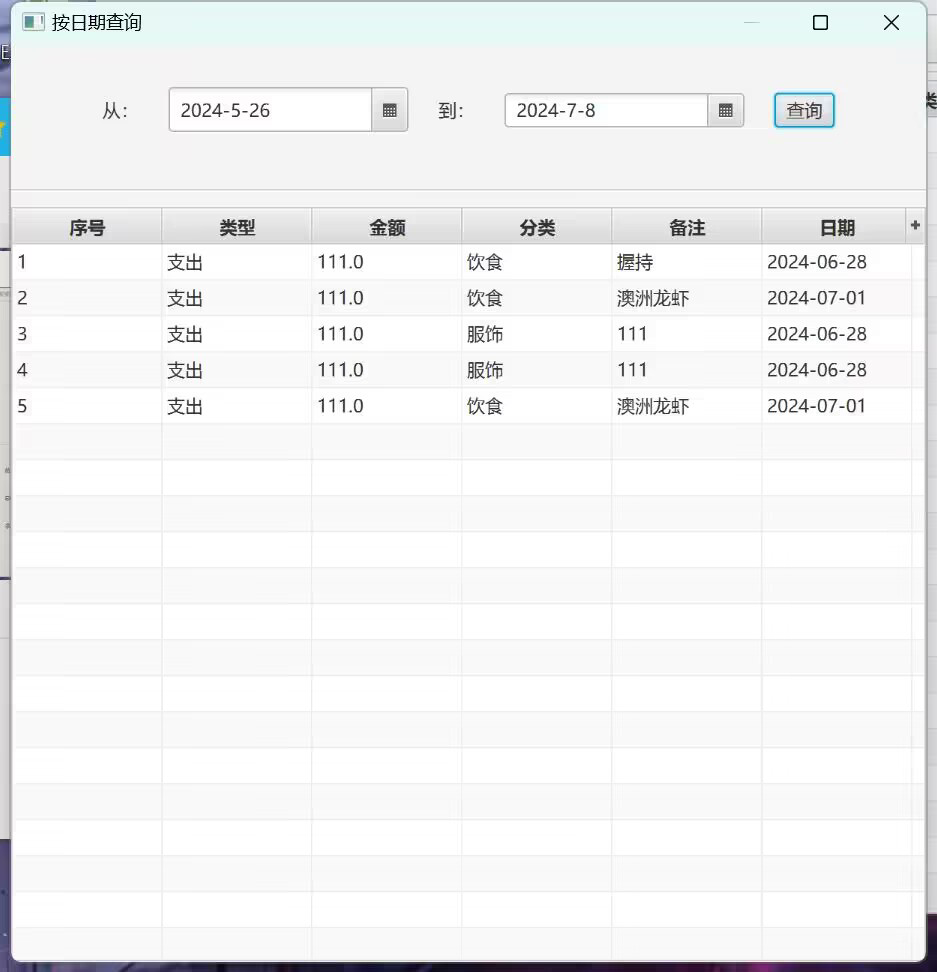 按日期查询
从： 2024-5-26 到： 2024-7-8 查询
序号 类型 金额 分类 备注 日期 +
1 支出 111.0 饮食 握持 2024-06-28
2 支出 111.0 饮食 澳洲龙虾 2024-07-01
3 支出 111.0 服饰 111 2024-06-28
4 支出 111.0 服饰 111 2024-06-28
5 支出 111.0 饮食 澳洲龙虾 2024-07-01